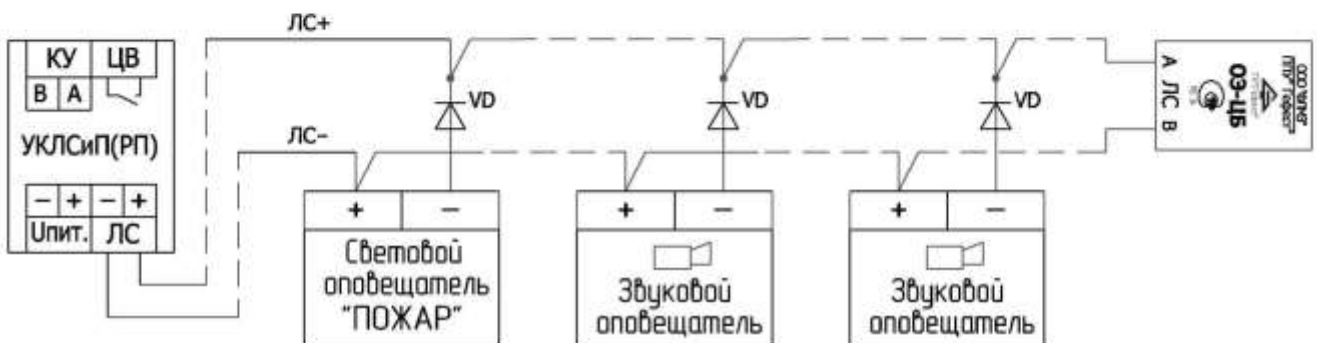 ЛС+
КУ ЦВ
В А
УКЛСиП(РП)
– + – +
Uпит. ЛС
ЛС–
VD
VD
VD
+ –
Световой
оповещатель
"ПОЖАР"
+ –
Звуковой
оповещатель
+ –
Звуковой
оповещатель
А ЛС В
ОЭ-ЦБ